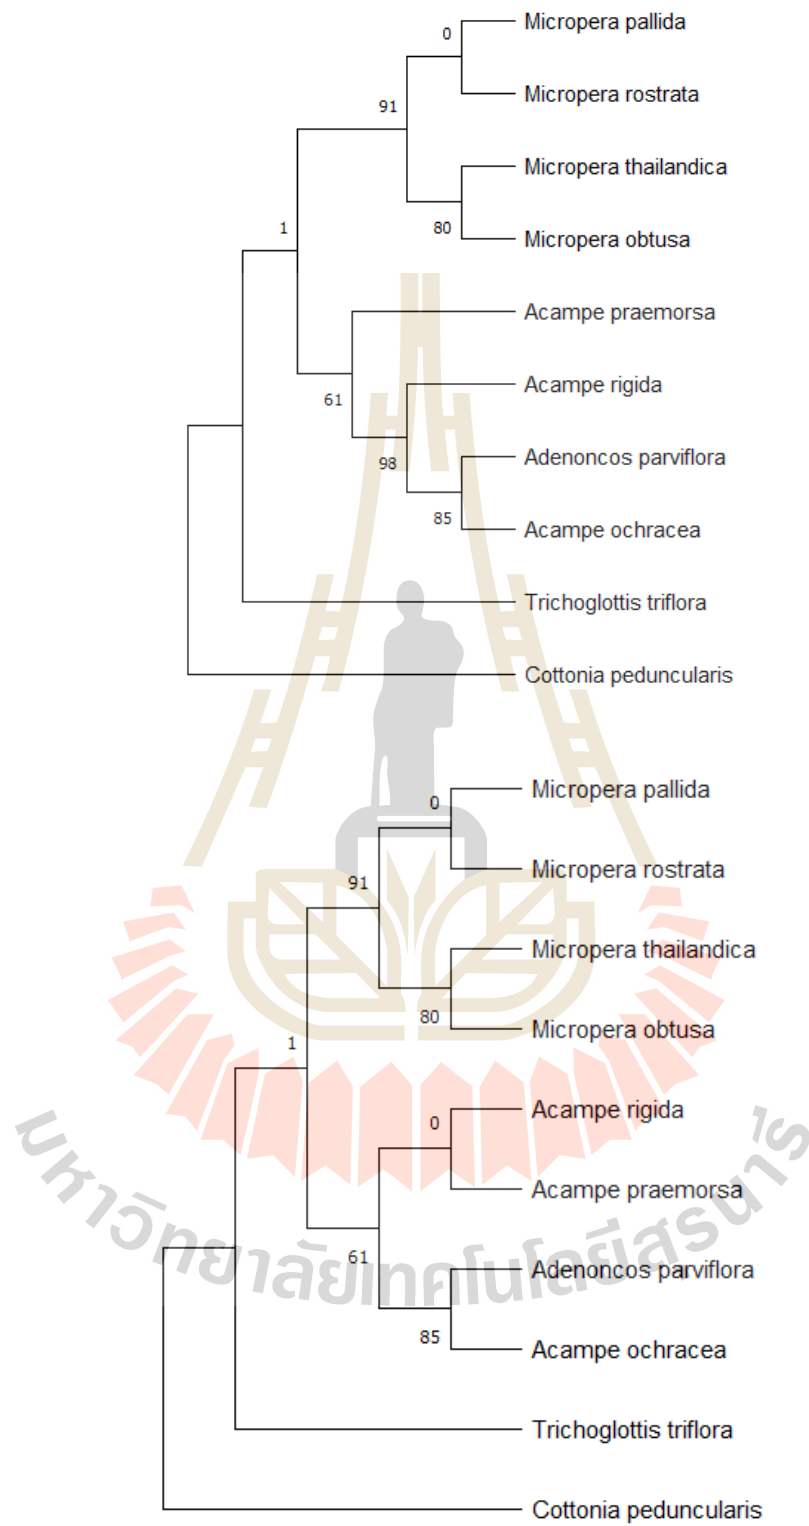 0
Micropera pallida
Micropera rostrata
91
Micropera thailandica
80
Micropera obtusa
1
Acampe praemorsa
61
Acampe rigida
98
Adenoncos parviflora
85
Acampe ochracea
Trichoglottis triflora
Cottonia peduncularis
0
Micropera pallida
Micropera rostrata
91
Micropera thailandica
80
Micropera obtusa
1
0
Acampe rigida
Acampe praemorsa
61
Adenoncos parviflora
85
Acampe ochracea
Trichoglottis triflora
Cottonia peduncularis
มหาวิทยาลัยเทคโนโลยีสุรนารี